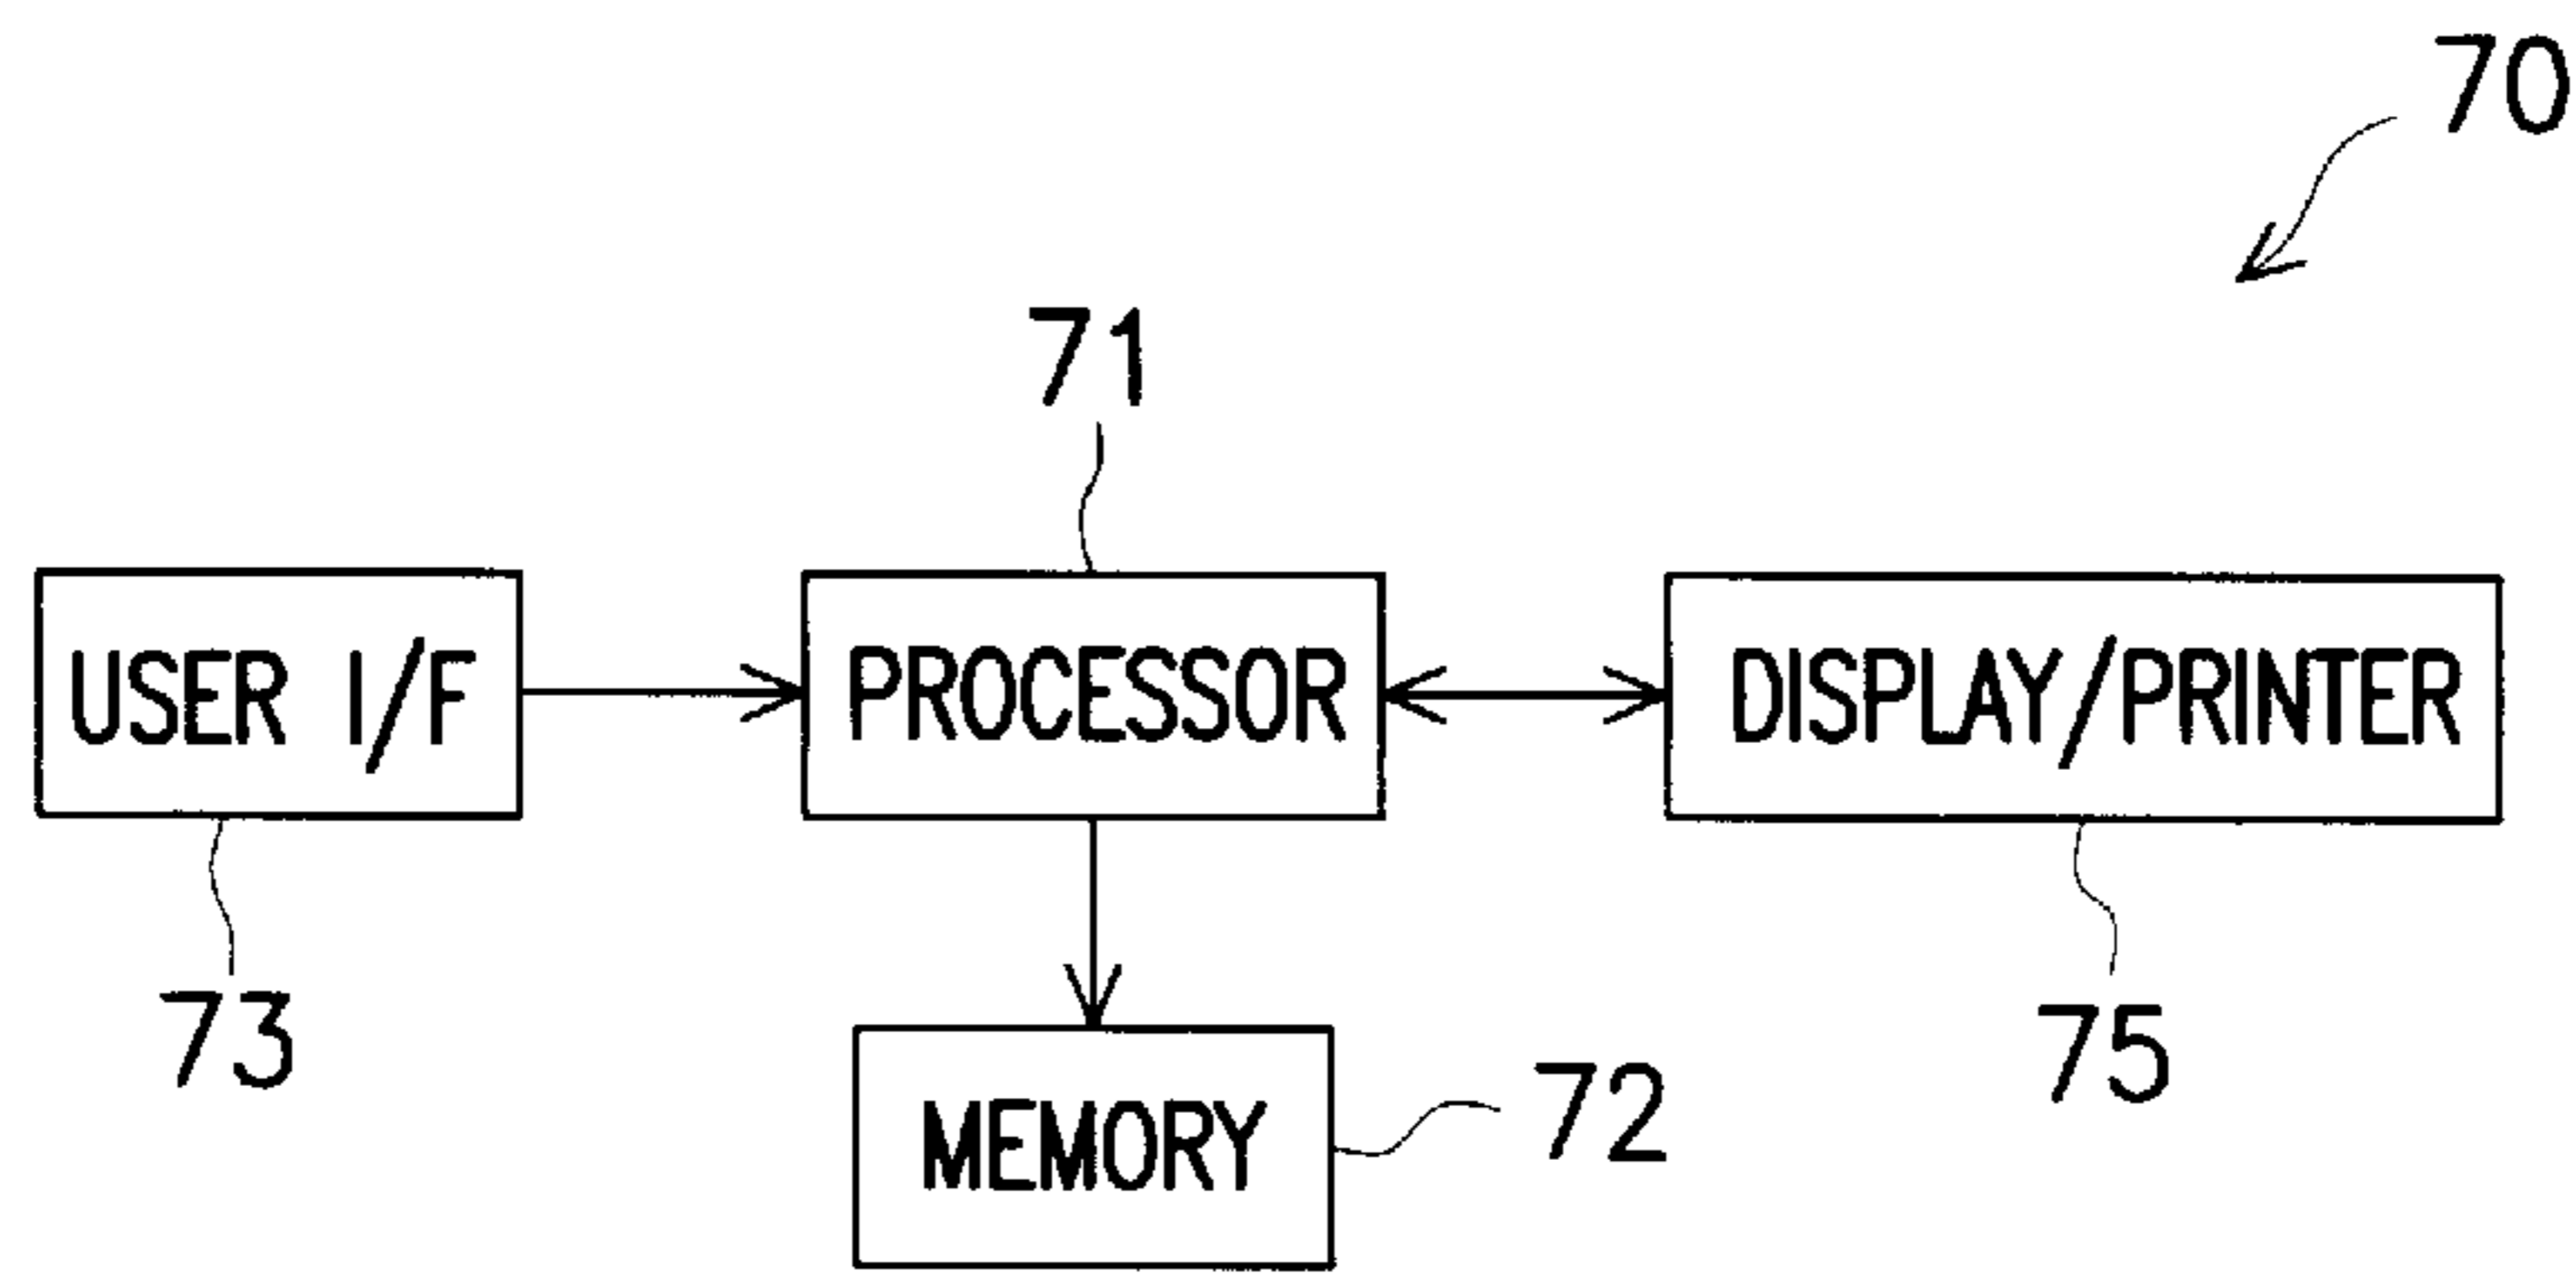 70
71
USER I/F
PROCESSOR
DISPLAY/PRINTER
73
75
MEMORY
72